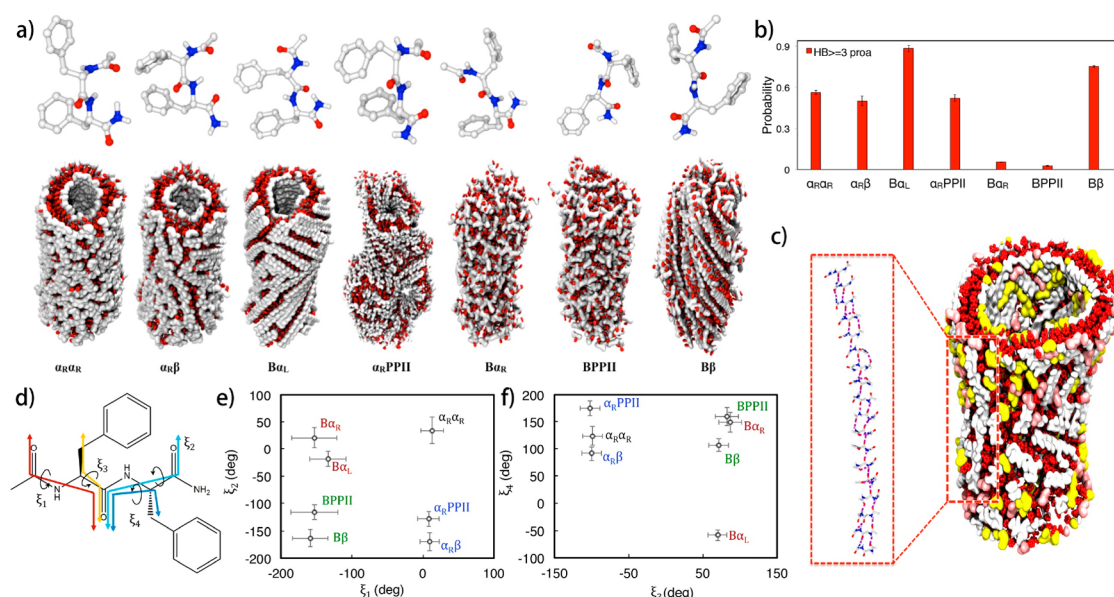 a)
b)
HB>=3 proa
0.9
0.6
0.3
0
Probability
αRαR
αRβ
BαL
αRPPII
BαR
BPPII
Bβ
αRαR
αRβ
BαL
αRPPII
BαR
BPPII
Bβ
c)
d)
O
N
H
H
N
O
O
NH2
ξ1
ξ2
ξ3
ξ4
e)
100
50
0
-50
-100
-150
-200
ξ2 (deg)
BαR
αRαR
BαL
BPPII
αRPPII
Bβ
αRβ
-200
-100
0
100
ξ1 (deg)
f)
200
150
100
50
0
-50
-100
ξ4 (deg)
αRPPII
BPPII
αRαR
BαR
αRβ
Bβ
BαL
-150
-50
50
150
ξ3 (deg)